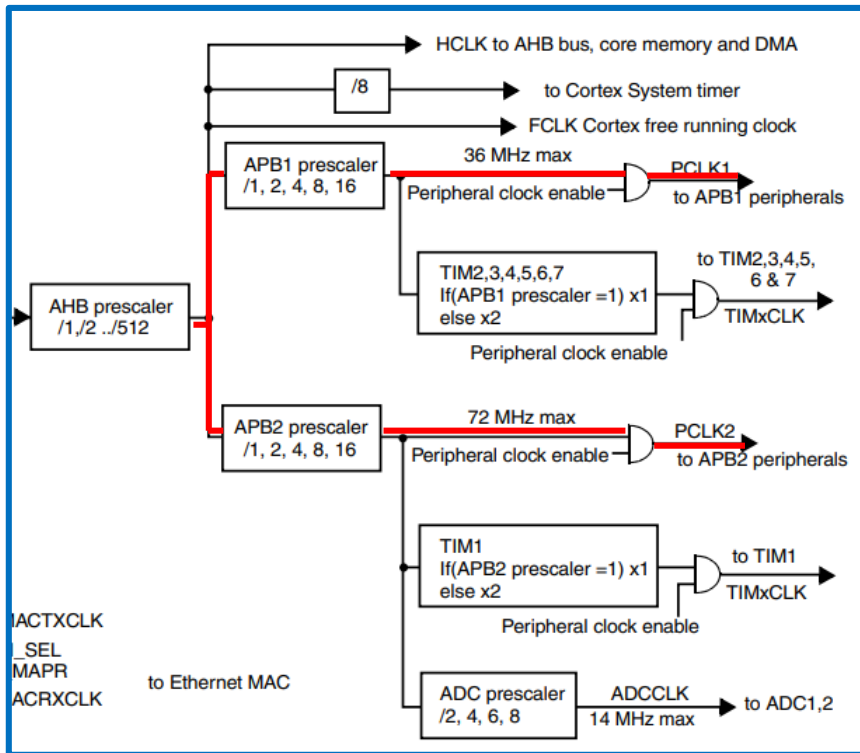 HCLK to AHB bus, core memory and DMA
/8
to Cortex System timer
FCLK Cortex free running clock
APB1 prescaler
/1, 2, 4, 8, 16
36 MHz max
PCLK1
Peripheral clock enable
to APB1 peripherals
TIM2,3,4,5,6,7
If(APB1 prescaler =1) x1
else x2
to TIM2,3,4,5,
6 & 7
TIMxCLK
Peripheral clock enable
AHB prescaler
/1,/2 ../512
APB2 prescaler
/1, 2, 4, 8, 16
72 MHz max
PCLK2
Peripheral clock enable
to APB2 peripherals
TIM1
If(APB2 prescaler =1) x1
else x2
to TIM1
TIMxCLK
Peripheral clock enable
MACTXCLK
I_SEL
MAPR
ACRXCLK
to Ethernet MAC
ADC prescaler
/2, 4, 6, 8
ADCCLK
14 MHz max
to ADC1,2